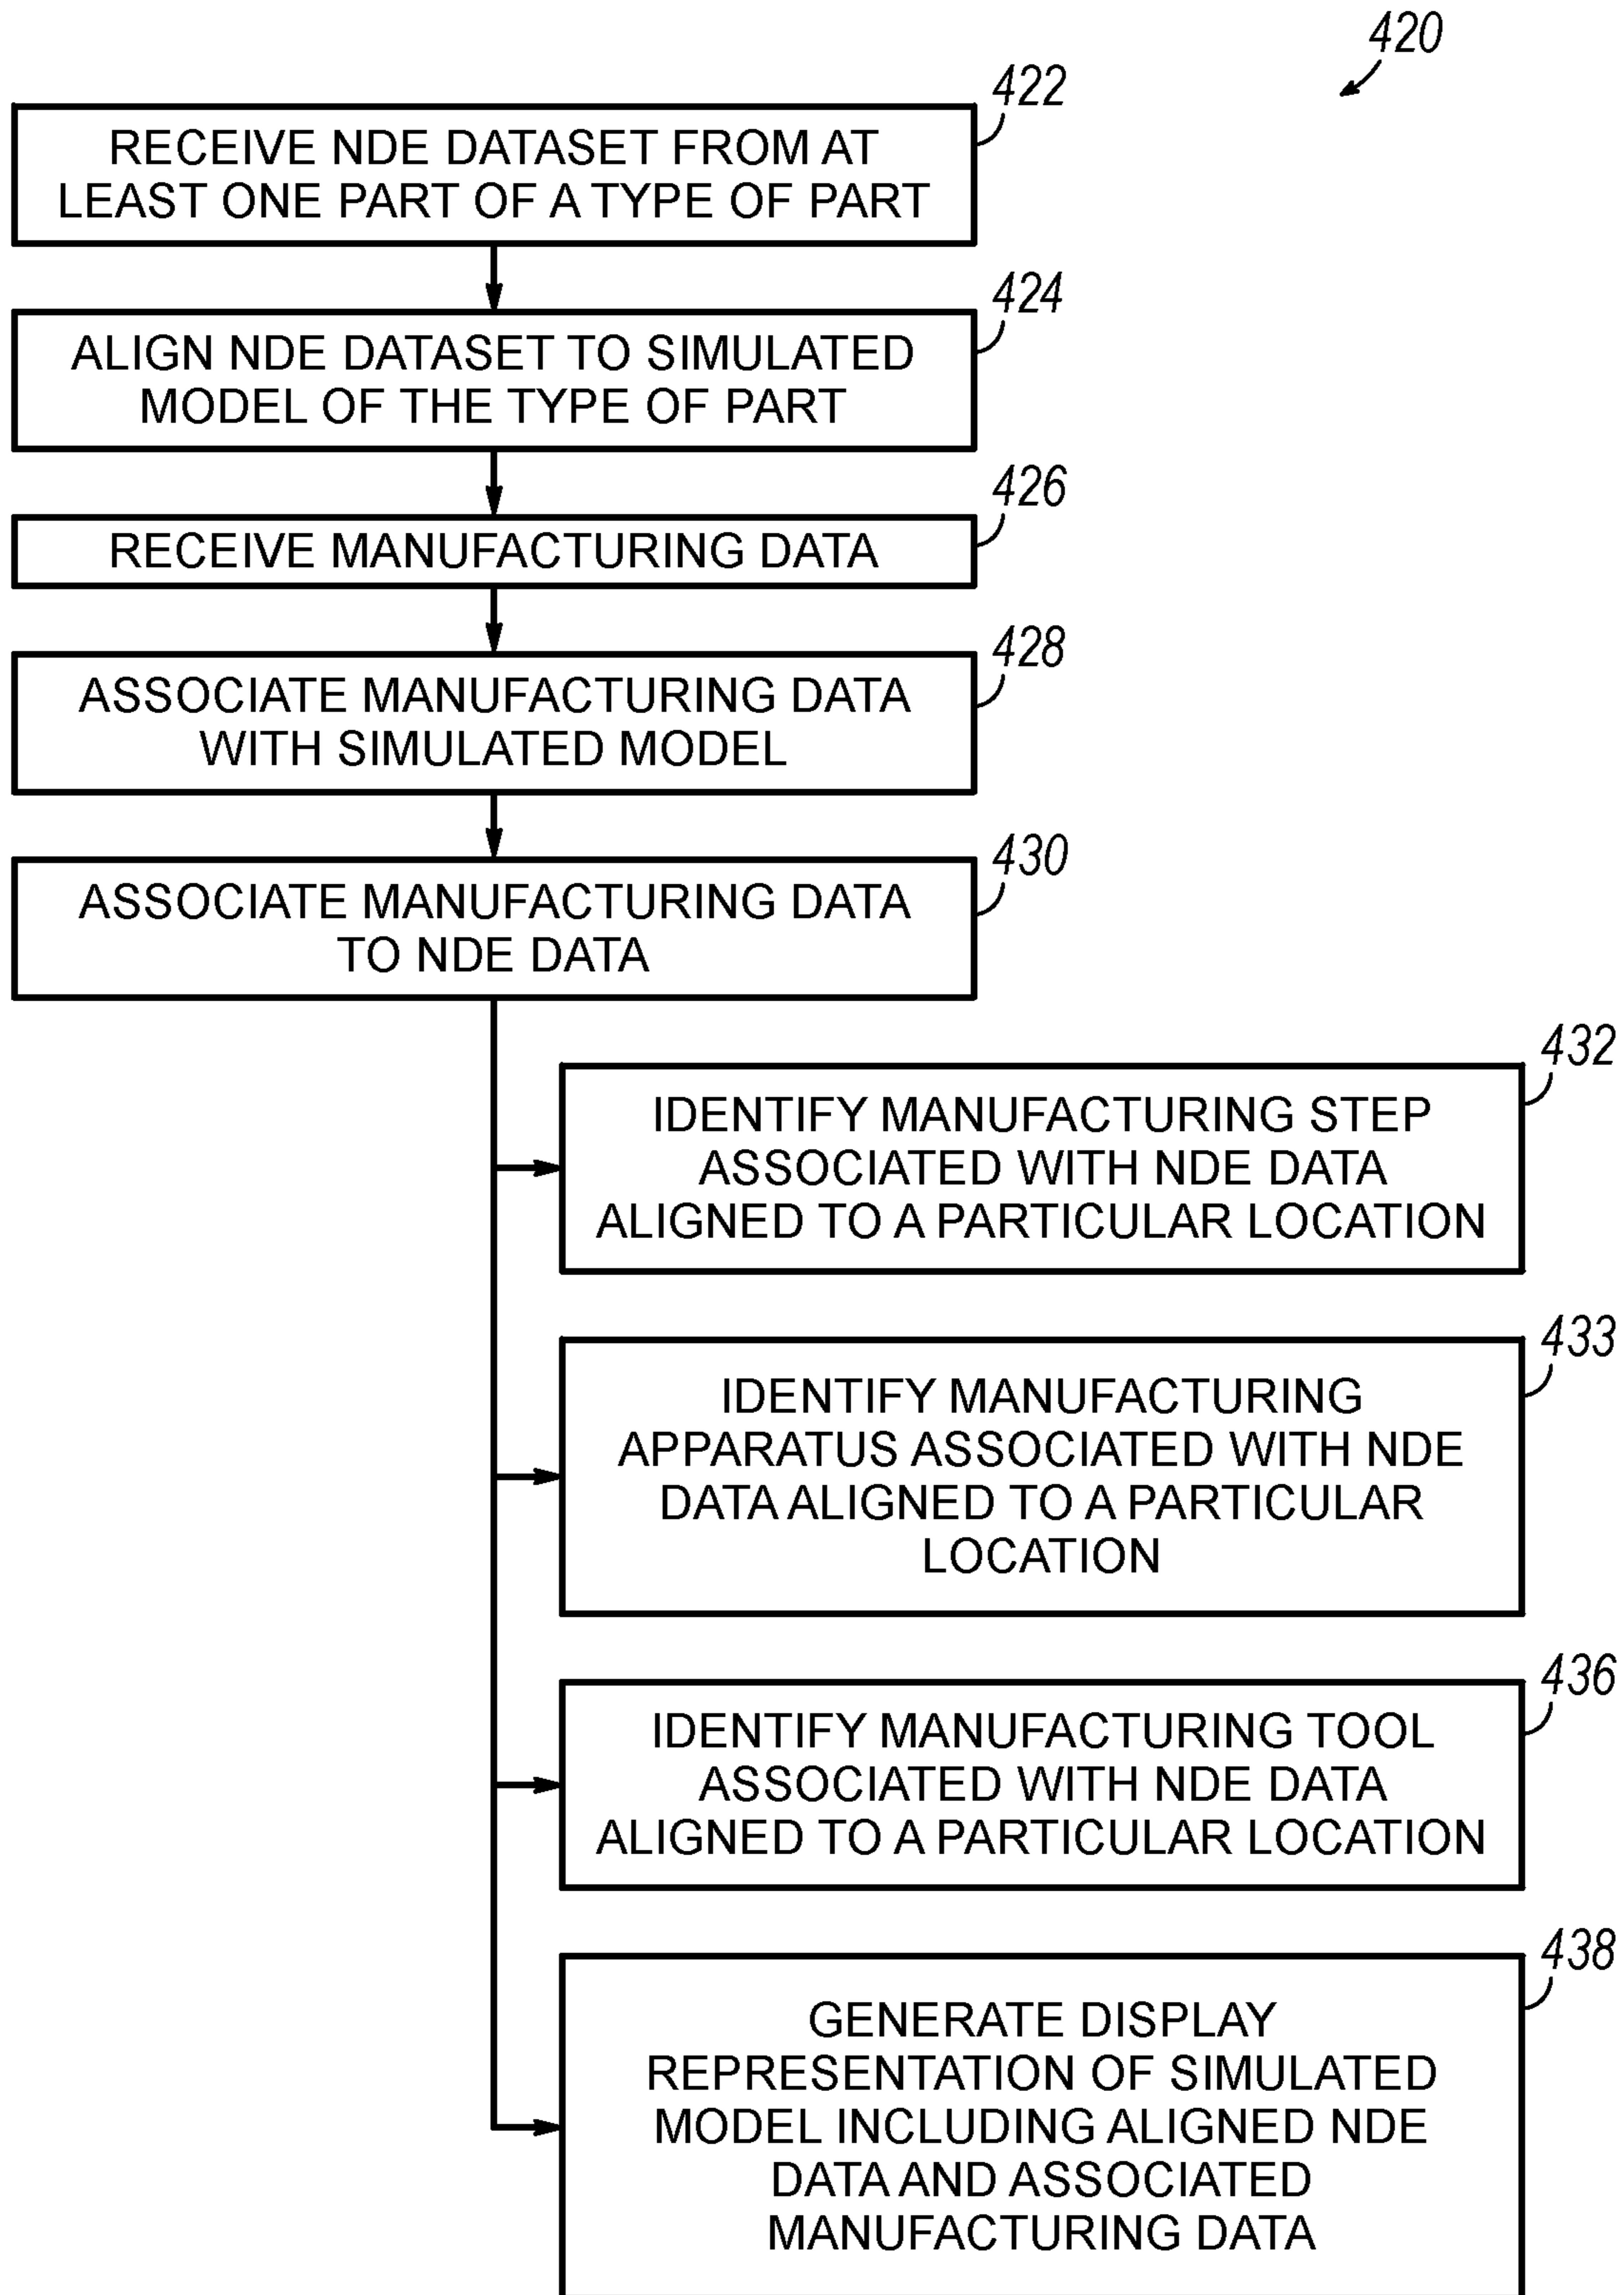 420
422
RECEIVE NDE DATASET FROM AT
LEAST ONE PART OF A TYPE OF PART
424
ALIGN NDE DATASET TO SIMULATED
MODEL OF THE TYPE OF PART
426
RECEIVE MANUFACTURING DATA
428
ASSOCIATE MANUFACTURING DATA
WITH SIMULATED MODEL
430
ASSOCIATE MANUFACTURING DATA
TO NDE DATA
432
IDENTIFY MANUFACTURING STEP
ASSOCIATED WITH NDE DATA
ALIGNED TO A PARTICULAR LOCATION
433
IDENTIFY MANUFACTURING
APPARATUS ASSOCIATED WITH NDE
DATA ALIGNED TO A PARTICULAR
LOCATION
436
IDENTIFY MANUFACTURING TOOL
ASSOCIATED WITH NDE DATA
ALIGNED TO A PARTICULAR LOCATION
438
GENERATE DISPLAY
REPRESENTATION OF SIMULATED
MODEL INCLUDING ALIGNED NDE
DATA AND ASSOCIATED
MANUFACTURING DATA